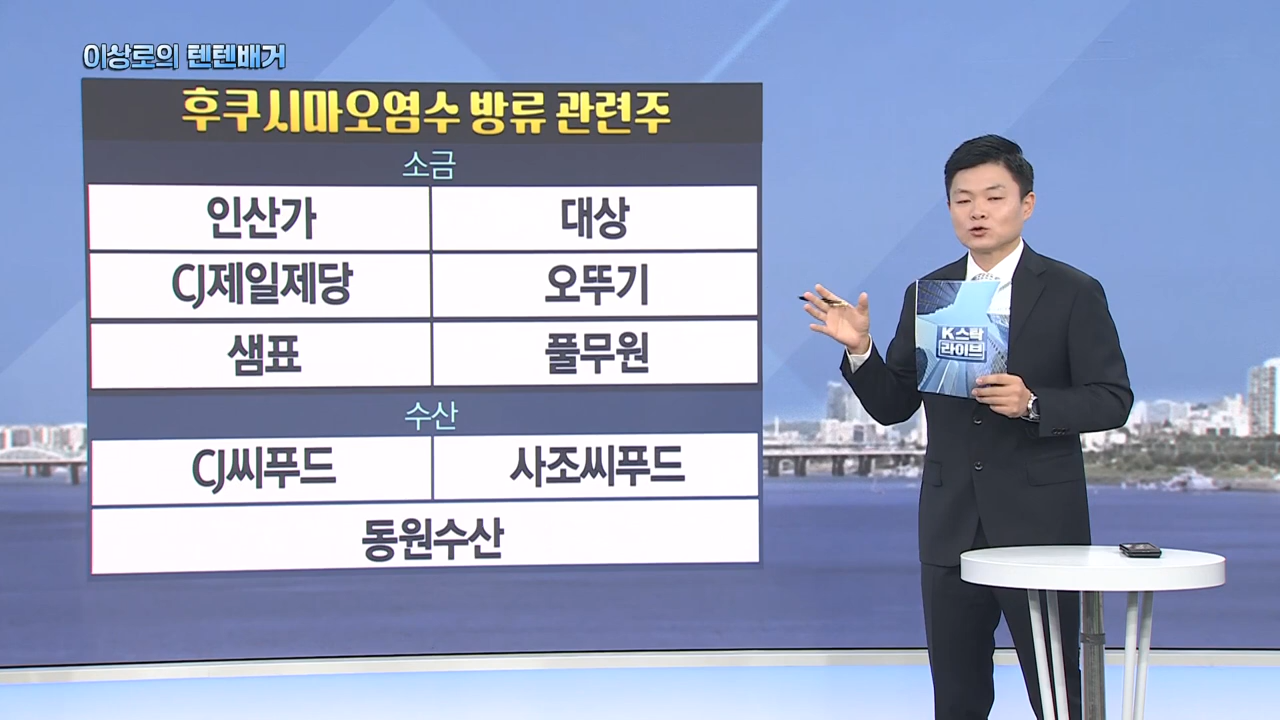 이상로의 텐텐배거
후쿠시마오염수 방류 관련주
소금
인산가 대상
CJ제일제당 오뚜기
샘표 풀무원
수산
CJ씨푸드 사조씨푸드
동원수산
K스탁
라이브